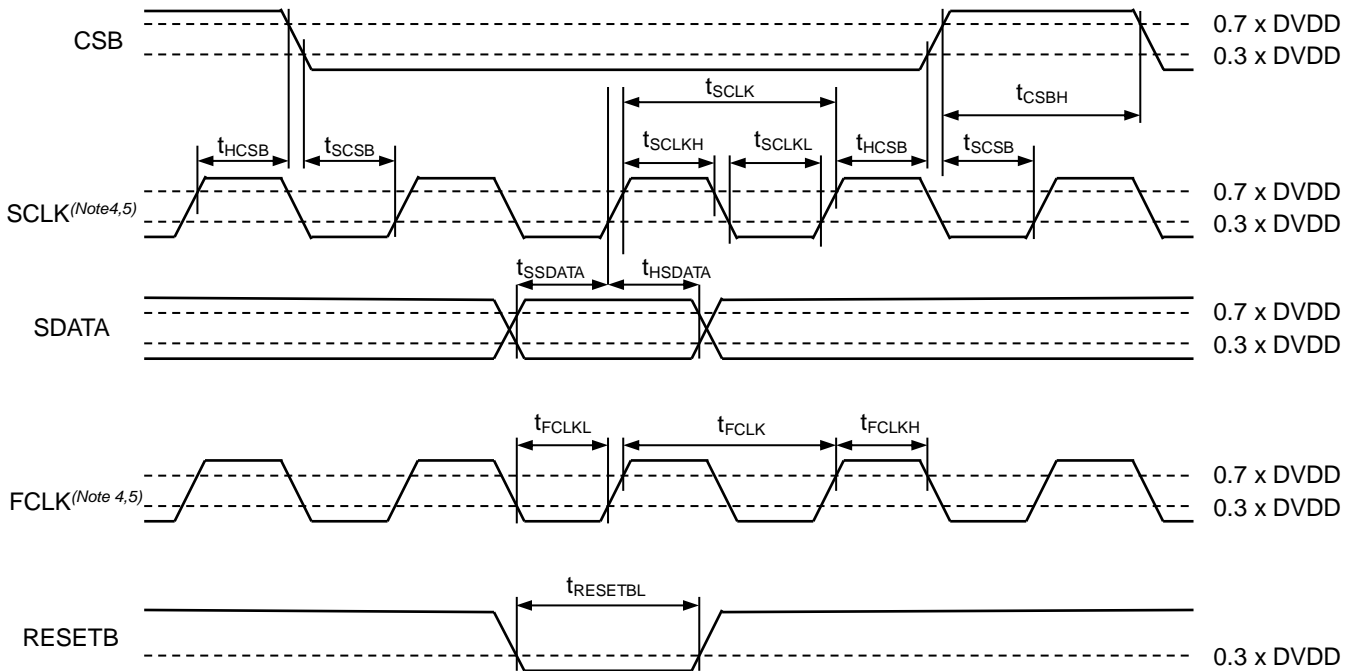 CSB
0.7 x DVDD
0.3 x DVDD
tSCLK
tCSBH
tHCSB
tSCSB
tSCLKH
tSCLKL
tHCSB
tSCSB
SCLK(Note4,5)
0.7 x DVDD
0.3 x DVDD
tSSDATA
tHSDATA
SDATA
0.7 x DVDD
0.3 x DVDD
tFCLKL
tFCLK
tFCLKH
FCLK(Note 4,5)
0.7 x DVDD
0.3 x DVDD
tRESETBL
RESETB
0.3 x DVDD